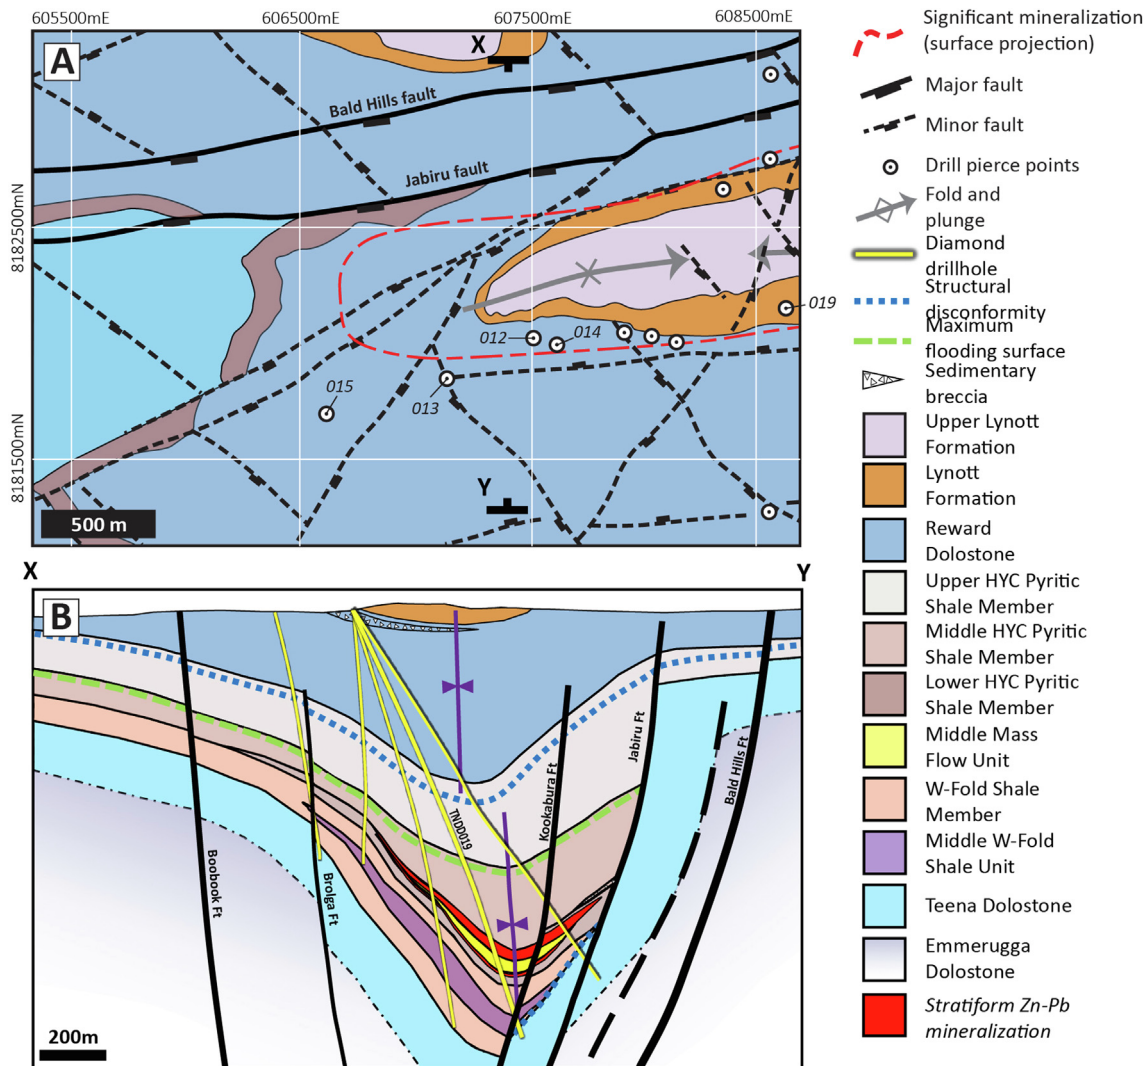 605500mE
606500mE
607500mE
608500mE
A
X
Bald Hills fault
Jabiru fault
8182500mN
8181500mN
012
014
019
013
015
Y
500 m
X
Y
B
TNDD019
Kookabura Ft
Jabiru Ft
Bald Hills Ft
Boobook Ft
Brolga Ft
200m
Significant mineralization
(surface projection)
Major fault
Minor fault
Drill pierce points
Fold and
plunge
Diamond
drillhole
Structural
disconformity
Maximum
flooding surface
Sedimentary
breccia
Upper Lynott
Formation
Lynott
Formation
Reward
Dolostone
Upper HYC Pyritic
Shale Member
Middle HYC Pyritic
Shale Member
Lower HYC Pyritic
Shale Member
Middle Mass
Flow Unit
W-Fold Shale
Member
Middle W-Fold
Shale Unit
Teena Dolostone
Emmerugga
Dolostone
Stratiform Zn-Pb
mineralization